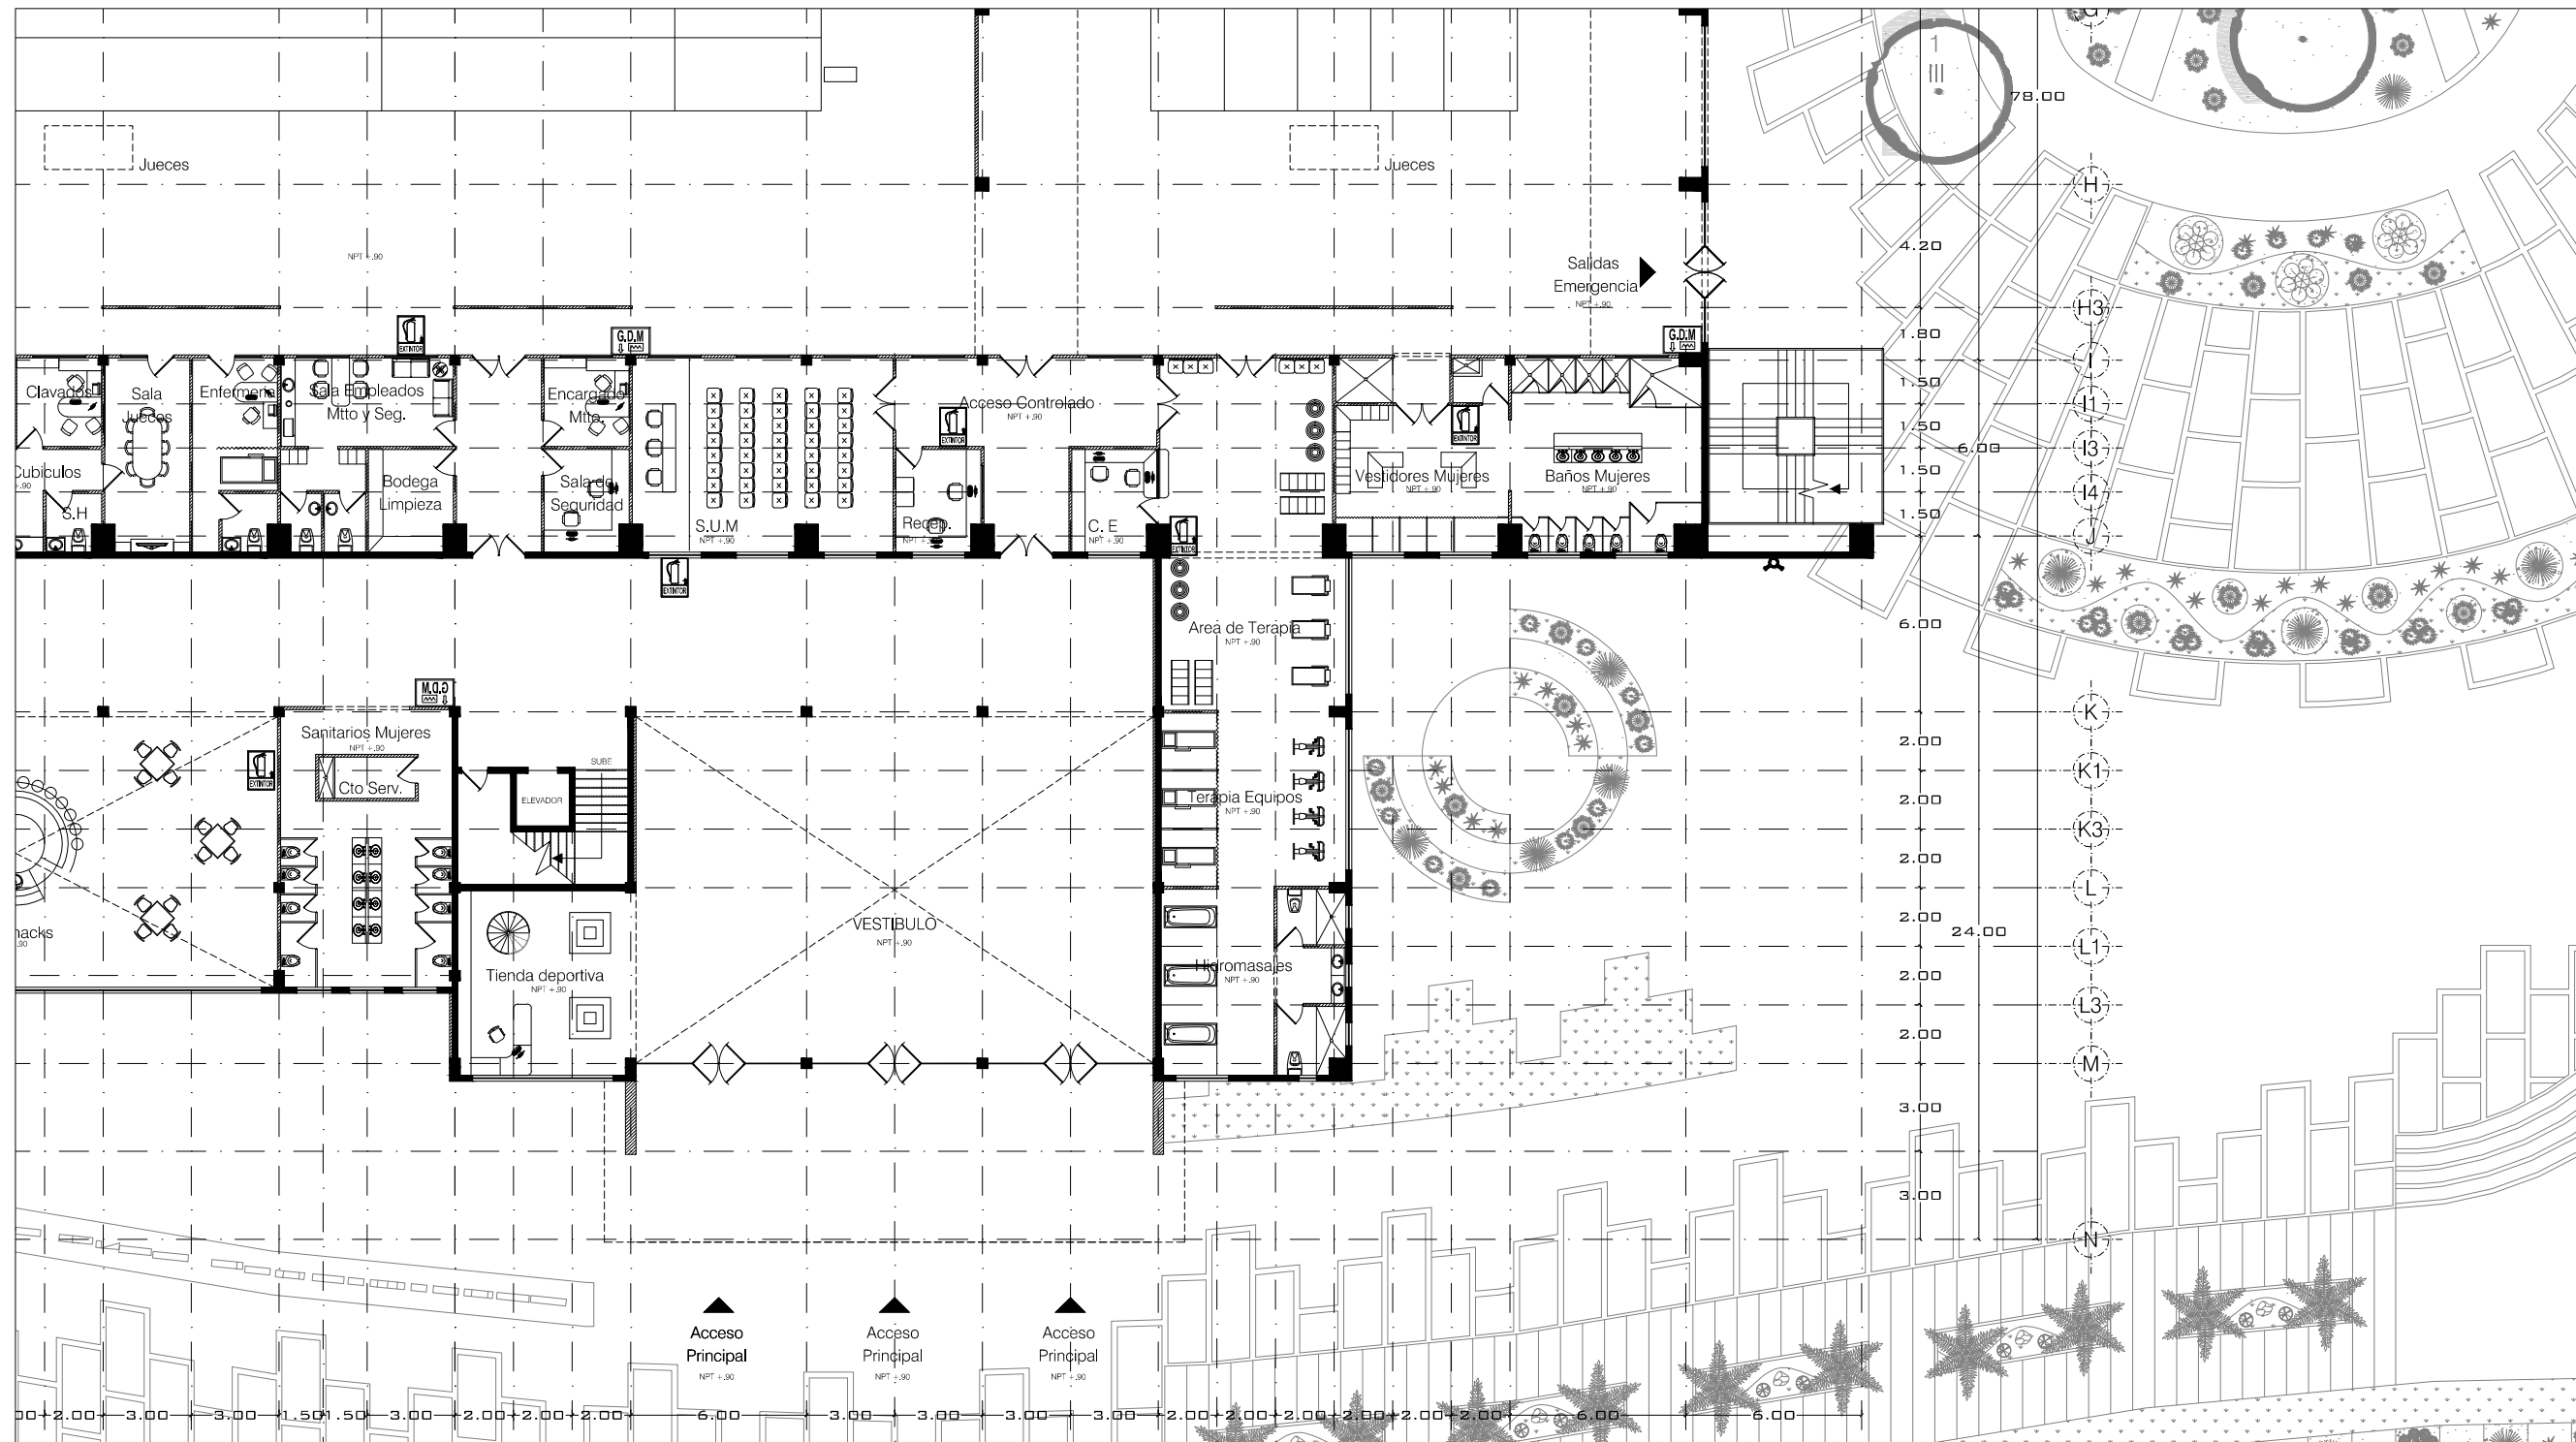 G
1
III
78.00
Jueces
Jueces
H
4.20
NPT +.90
Salidas
Emergencia
NPT +.90
H3
1.80
G.D.M
G.D.M
EXTINTOR
I
1.50
Clavados
Sala
Jueces
Enfermeria
Sala Empleados
Mtto y Seg.
Encargado
Mtto.
Acceso Controlado
NPT +.90
EXTINTOR
EXTINTOR
I1
1.50
6.00
I3
Cubiculos
+.90
S.H
Bodega
Limpieza
Sala de
Seguridad
S.U.M
NPT +.90
Recep.
C. E
NPT +.90
Vestidores Mujeres
NPT +.90
Baños Mujeres
NPT +.90
1.50
I4
1.50
J
EXTINTOR
EXTINTOR
Area de Terapia
NPT +.90
6.00
G.D.M
K
Sanitarios Mujeres
NPT +.90
2.00
EXTINTOR
SUBE
K1
Cto Serv.
ELEVADOR
Terapia Equipos
NPT +.90
2.00
K3
2.00
L
2.00
VESTIBULO
NPT +.90
nacks
.90
24.00
L1
Tienda deportiva
NPT +.90
Hidromasajes
NPT +.90
2.00
L3
2.00
M
3.00
3.00
N
Acceso
Principal
NPT +.90
Acceso
Principal
NPT +.90
Acceso
Principal
NPT +.90
00 2.00 3.00 3.00 1.50 1.50 3.00 2.00 2.00 2.00 6.00 3.00 3.00 3.00 3.00 2.00 2.00 2.00 2.00 2.00 2.00 6.00 6.00